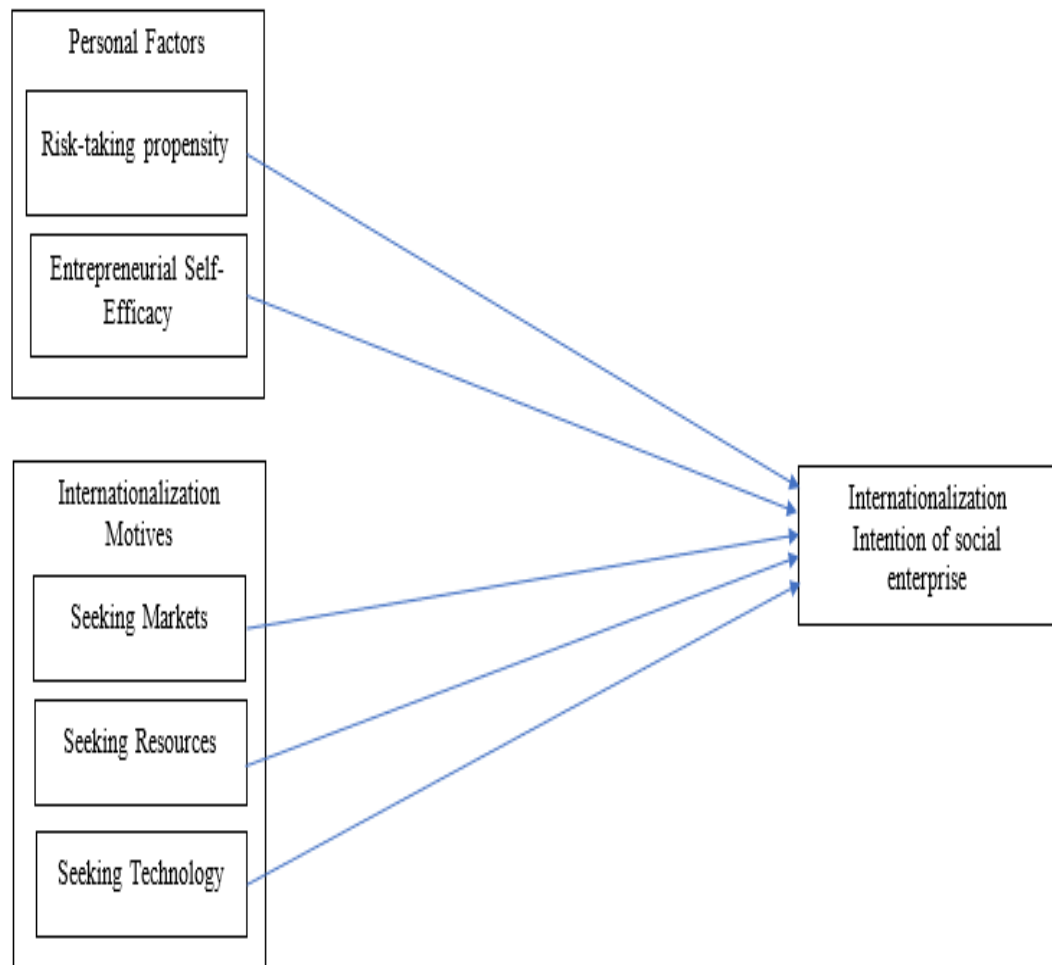 Personal Factors
Risk-taking propensity
Entrepreneurial Self-
Efficacy
Internationalization
Motives
Seeking Markets
Seeking Resources
Seeking Technology
Internationalization
Intention of social
enterprise